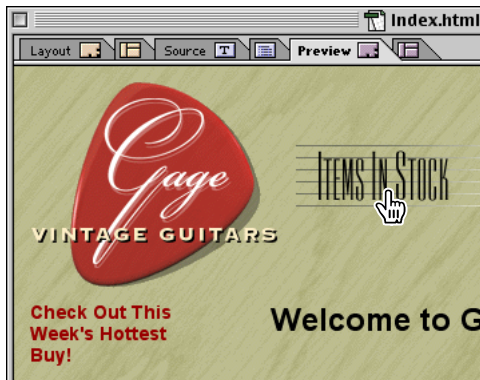 Index.html
Layout Source T Preview
Gage
VINTAGE GUITARS
ITEMS IN STOCK
Check Out This
Week's Hottest
Buy!
Welcome to G